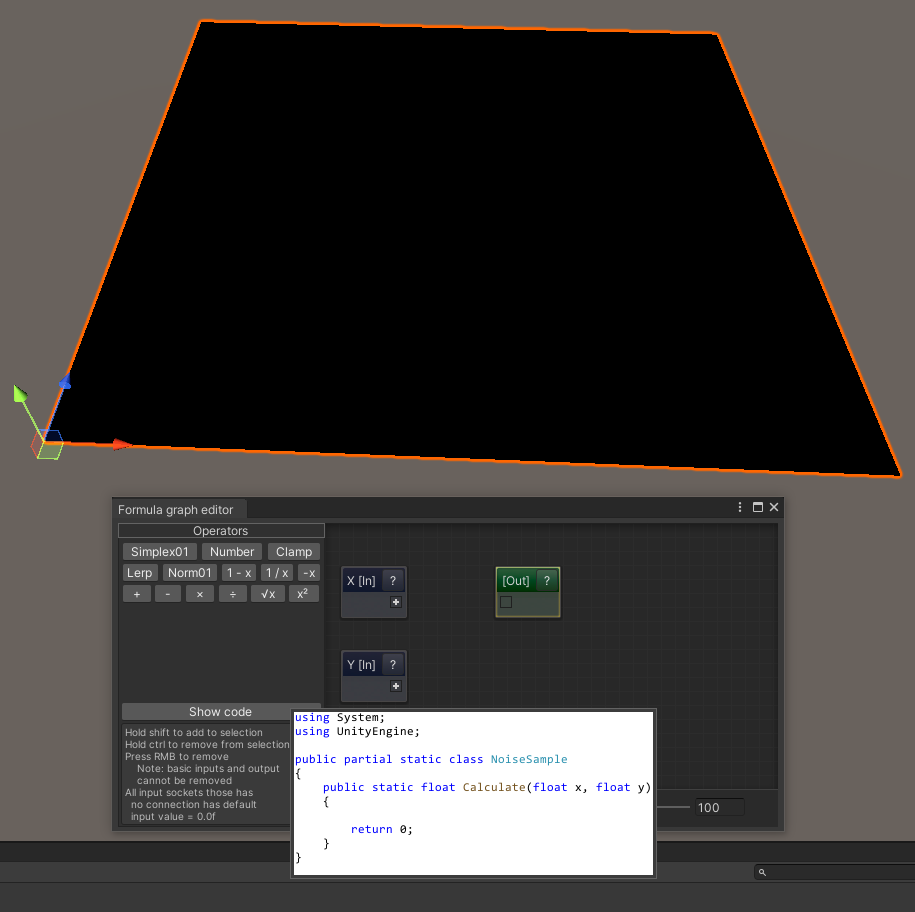 Formula graph editor
Operators
Simplex01 Number Clamp
Lerp Norm01 1 - x 1 / x -x
+ - × ÷ √x x²
X [In] ?
[Out] ?
Y [In] ?
Show code
Hold shift to add to selection
Hold ctrl to remove from selection
Press RMB to remove
Note: basic inputs and output
cannot be removed
All input sockets those has
no connection has default
input value = 0.0f
using System;
using UnityEngine;
public partial static class NoiseSample
{
public static float Calculate(float x, float y)
{
return 0;
}
}
100